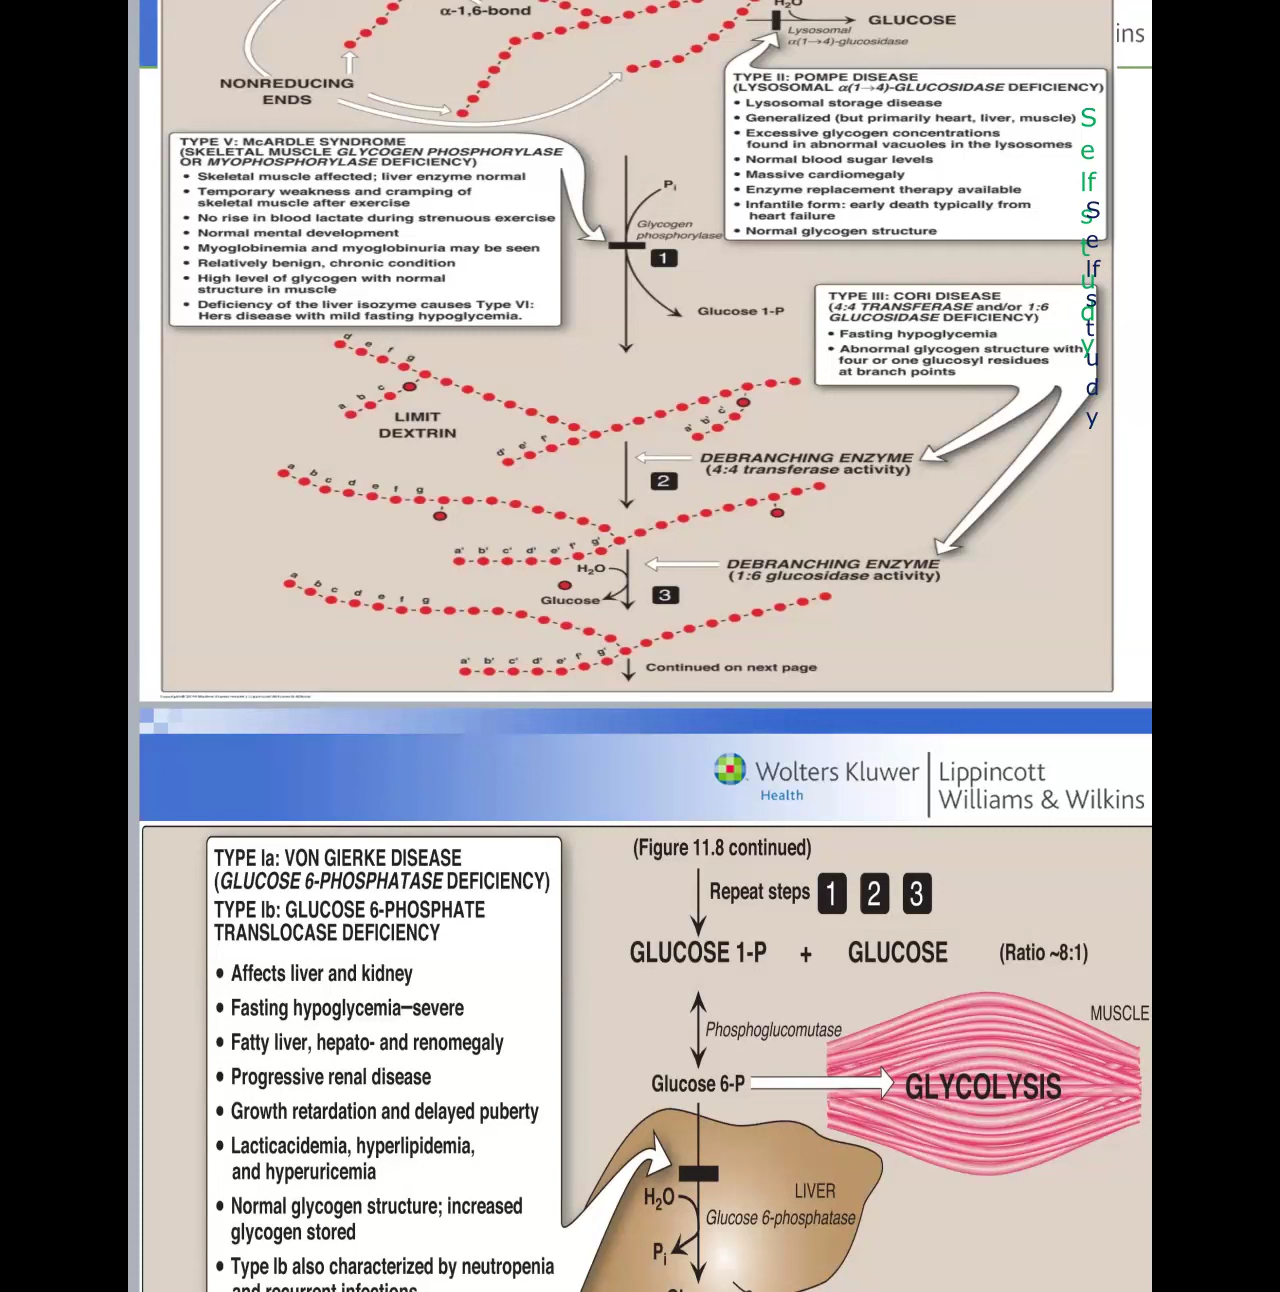 α-1,6-bond
H₂O
GLUCOSE
Lysosomal
α(1→4)-glucosidase
ins
NONREDUCING
ENDS
TYPE II: POMPE DISEASE
(LYSOSOMAL α(1→4)-GLUCOSIDASE DEFICIENCY)
• Lysosomal storage disease
• Generalized (but primarily heart, liver, muscle)
• Excessive glycogen concentrations
found in abnormal vacuoles in the lysosomes
• Normal blood sugar levels
• Massive cardiomegaly
• Enzyme replacement therapy available
• Infantile form: early death typically from
heart failure
• Normal glycogen structure
Self study
Self study
TYPE V: McARDLE SYNDROME
(SKELETAL MUSCLE GLYCOGEN PHOSPHORYLASE
OR MYOPHOSPHORYLASE DEFICIENCY)
• Skeletal muscle affected; liver enzyme normal
• Temporary weakness and cramping of
skeletal muscle after exercise
• No rise in blood lactate during strenuous exercise
• Normal mental development
• Myoglobinemia and myoglobinuria may be seen
• Relatively benign, chronic condition
• High level of glycogen with normal
structure in muscle
• Deficiency of the liver isozyme causes Type VI:
Hers disease with mild fasting hypoglycemia.
Pi
Glycogen
phosphorylase
1
Glucose 1-P
TYPE III: CORI DISEASE
(4:4 TRANSFERASE and/or 1:6
GLUCOSIDASE DEFICIENCY)
• Fasting hypoglycemia
• Abnormal glycogen structure with
four or one glucosyl residues
at branch points
d e f g
a b c
LIMIT
DEXTRIN
d' e' f'
a' b' c'
DEBRANCHING ENZYME
(4:4 transferase activity)
2
a b c d e f g
a' b' c' d' e' f' g'
H₂O
DEBRANCHING ENZYME
(1:6 glucosidase activity)
Glucose
3
a b c d e f g
a' b' c' d' e' f' g'
Continued on next page
Wolters Kluwer
Health
Lippincott
Williams & Wilkins
(Figure 11.8 continued)
Repeat steps 1 2 3
GLUCOSE 1-P + GLUCOSE (Ratio ~8:1)
TYPE Ia: VON GIERKE DISEASE
(GLUCOSE 6-PHOSPHATASE DEFICIENCY)
TYPE Ib: GLUCOSE 6-PHOSPHATE
TRANSLOCASE DEFICIENCY
• Affects liver and kidney
• Fasting hypoglycemia—severe
• Fatty liver, hepato- and renomegaly
• Progressive renal disease
• Growth retardation and delayed puberty
• Lacticacidemia, hyperlipidemia,
and hyperuricemia
• Normal glycogen structure; increased
glycogen stored
• Type Ib also characterized by neutropenia
and recurrent infections
Phosphoglucomutase
MUSCLE
Glucose 6-P
GLYCOLYSIS
LIVER
H₂O
Glucose 6-phosphatase
Pi